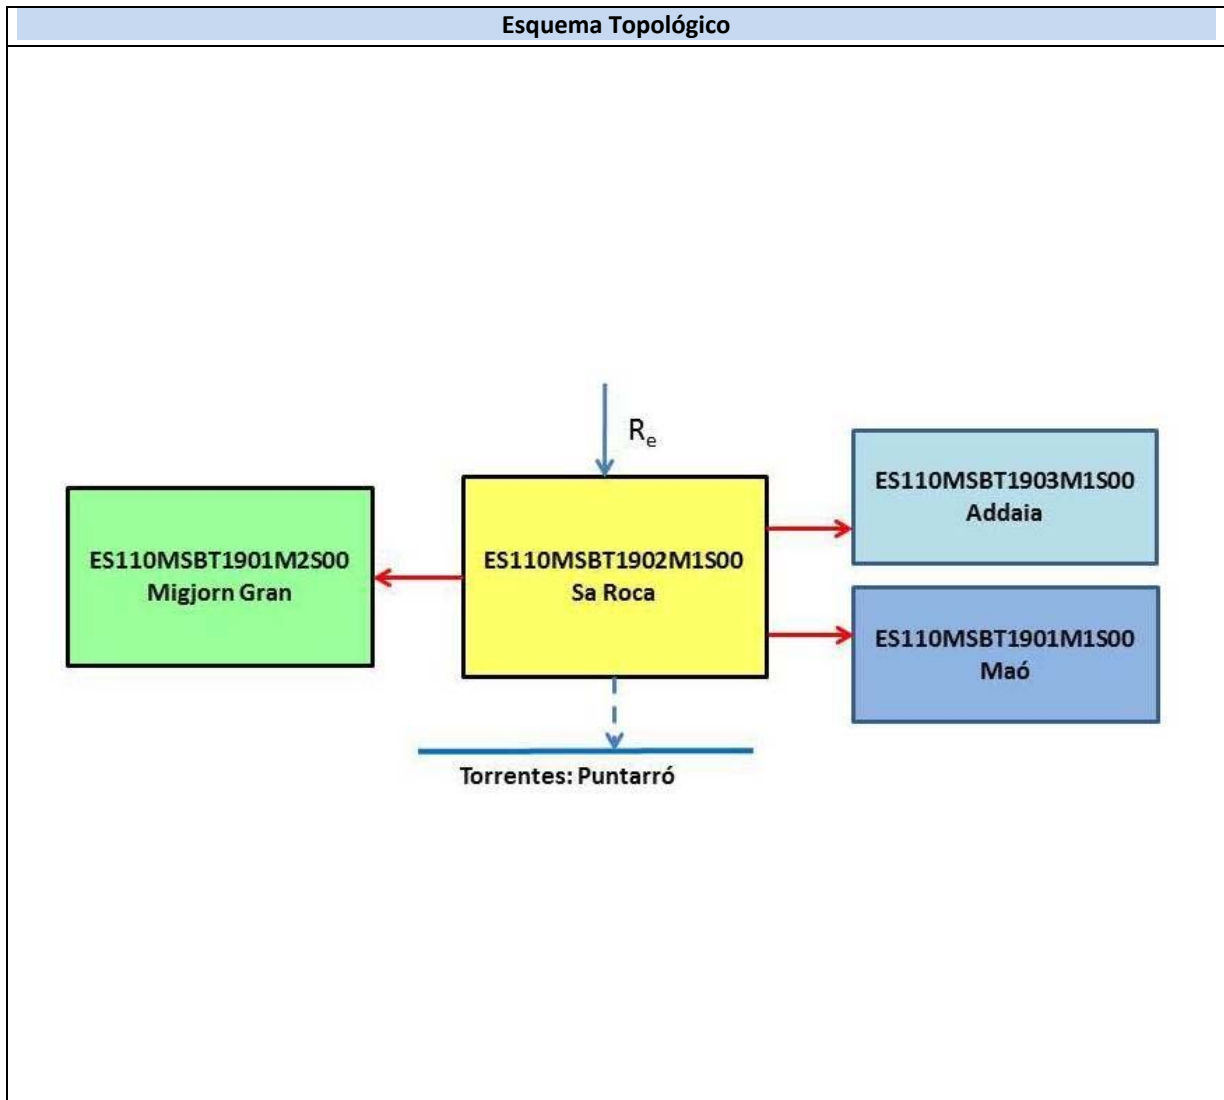 Esquema Topológico
Re
ES110MSBT1903M1S00
Addaia
ES110MSBT1901M2S00
Migjorn Gran
ES110MSBT1902M1S00
Sa Roca
ES110MSBT1901M1S00
Maó
Torrentes: Puntarró